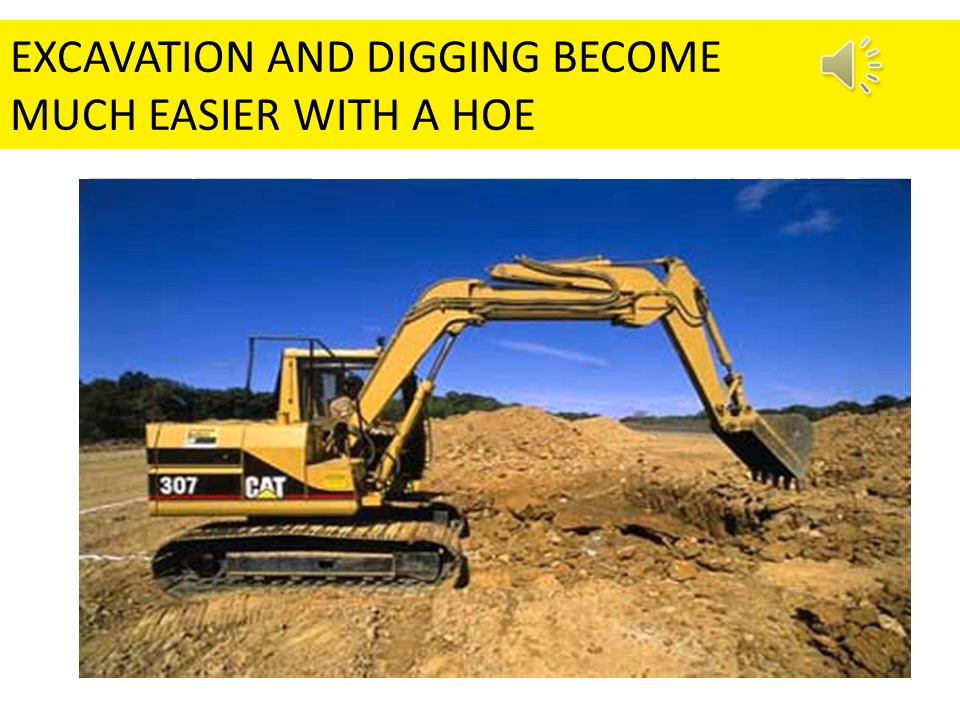 EXCAVATION AND DIGGING BECOME
MUCH EASIER WITH A HOE
307 CAT